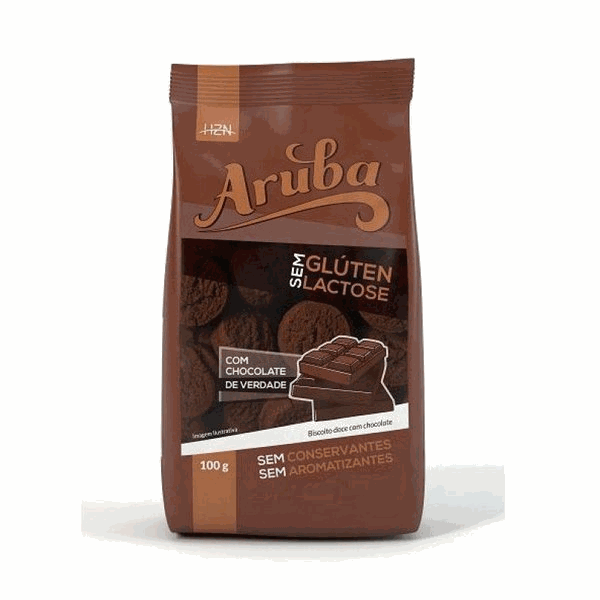 HZN
Aruba
SEM GLÚTEN
LACTOSE
COM
CHOCOLATE
DE VERDADE
Imagem Ilustrativa
Biscoito doce com chocolate
100 g
SEM CONSERVANTES
SEM AROMATIZANTES